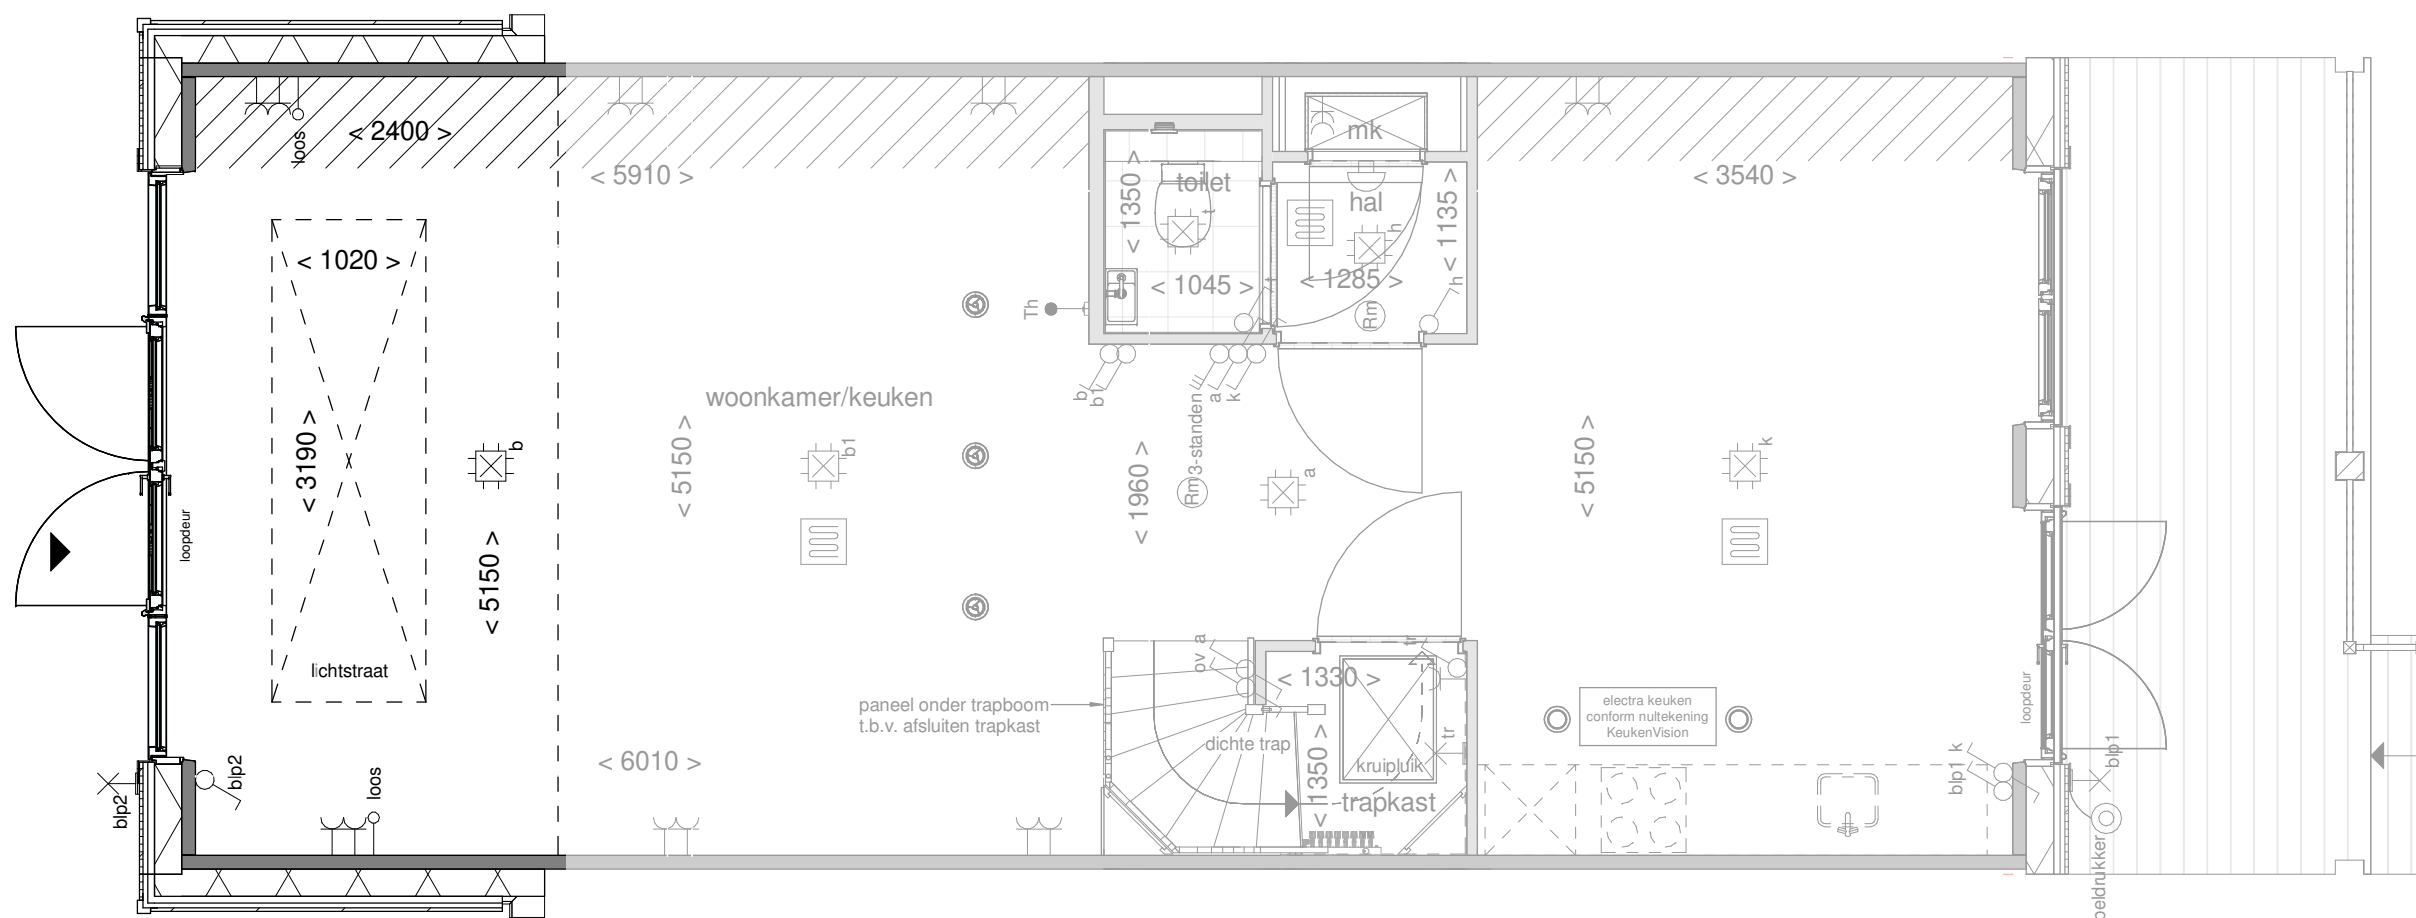 loos
< 2400 >
< 5910 >
< 1350 >
toilet
t
mk
hal
h
< 1135 >
< 3540 >
< 1020 >
Th
< 1045 >
t
< 1285 >
h
Rm
woonkamer/keuken
b
b1
3-standen
a
k
< 3190 >
b
< 5150 >
b1
< 1960 >
Rm
a
< 5150 >
k
loopdeur
< 5150 >
lichtstraat
ov a
tr
< 1330 >
paneel onder trapboom
t.b.v. afsluiten trapkast
dichte trap
tr
electra keuken
conform nultekening
KeukenVision
loopdeur
< 6010 >
blp2
blp2
loos
< 1350 >
kruipluik
trapkast
blp1 k
blp1
beldrukker